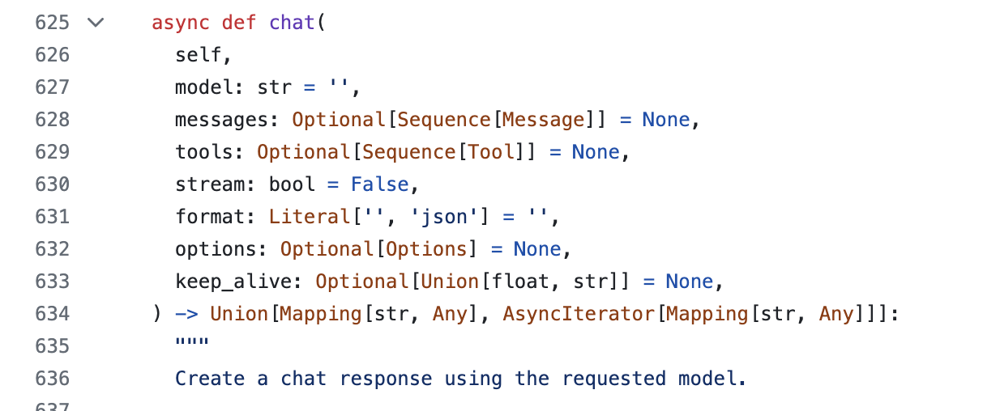 625 async def chat(
626 self,
627 model: str = '',
628 messages: Optional[Sequence[Message]] = None,
629 tools: Optional[Sequence[Tool]] = None,
630 stream: bool = False,
631 format: Literal['', 'json'] = '',
632 options: Optional[Options] = None,
633 keep_alive: Optional[Union[float, str]] = None,
634 ) -> Union[Mapping[str, Any], AsyncIterator[Mapping[str, Any]]]:
635 """
636 Create a chat response using the requested model.
637